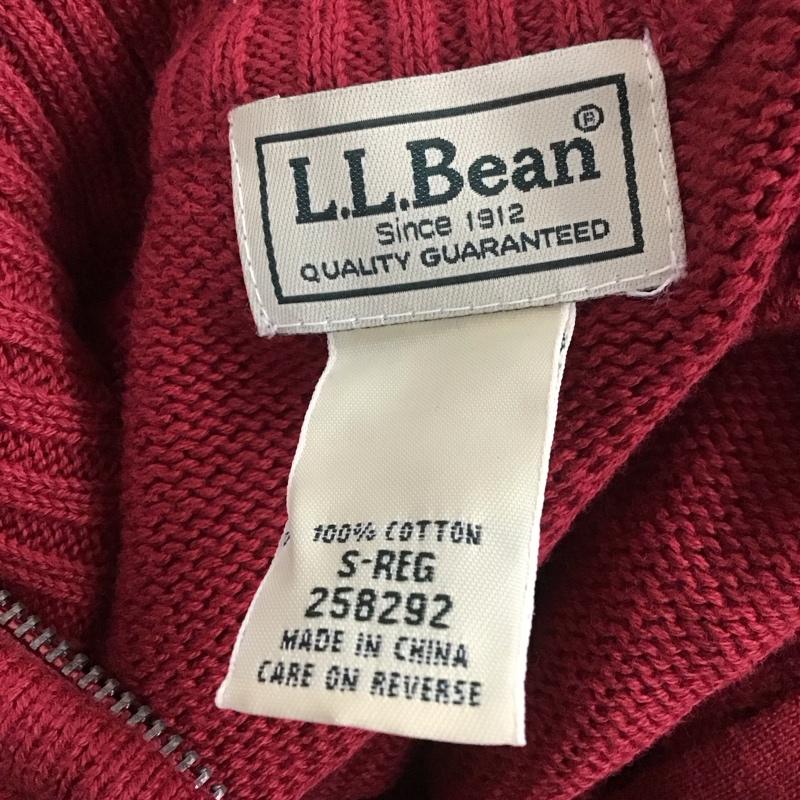 L.L.Bean®
Since 1912
QUALITY GUARANTEED
100% COTTON
S-REG
258292
MADE IN CHINA
CARE ON REVERSE